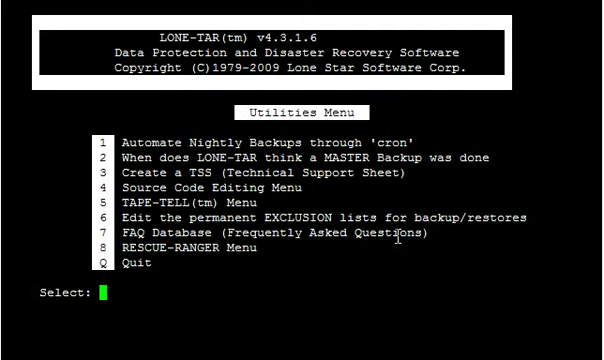 LONE-TAR(tm) v4.3.1.6
Data Protection and Disaster Recovery Software
Copyright (C)1979-2009 Lone Star Software Corp.
Utilities Menu
1 Automate Nightly Backups through 'cron'
2 When does LONE-TAR think a MASTER Backup was done
3 Create a TSS (Technical Support Sheet)
4 Source Code Editing Menu
5 TAPE-TELL(tm) Menu
6 Edit the permanent EXCLUSION lists for backup/restores
7 FAQ Database (Frequently Asked Questions)
8 RESCUE-RANGER Menu
Q Quit
Select: